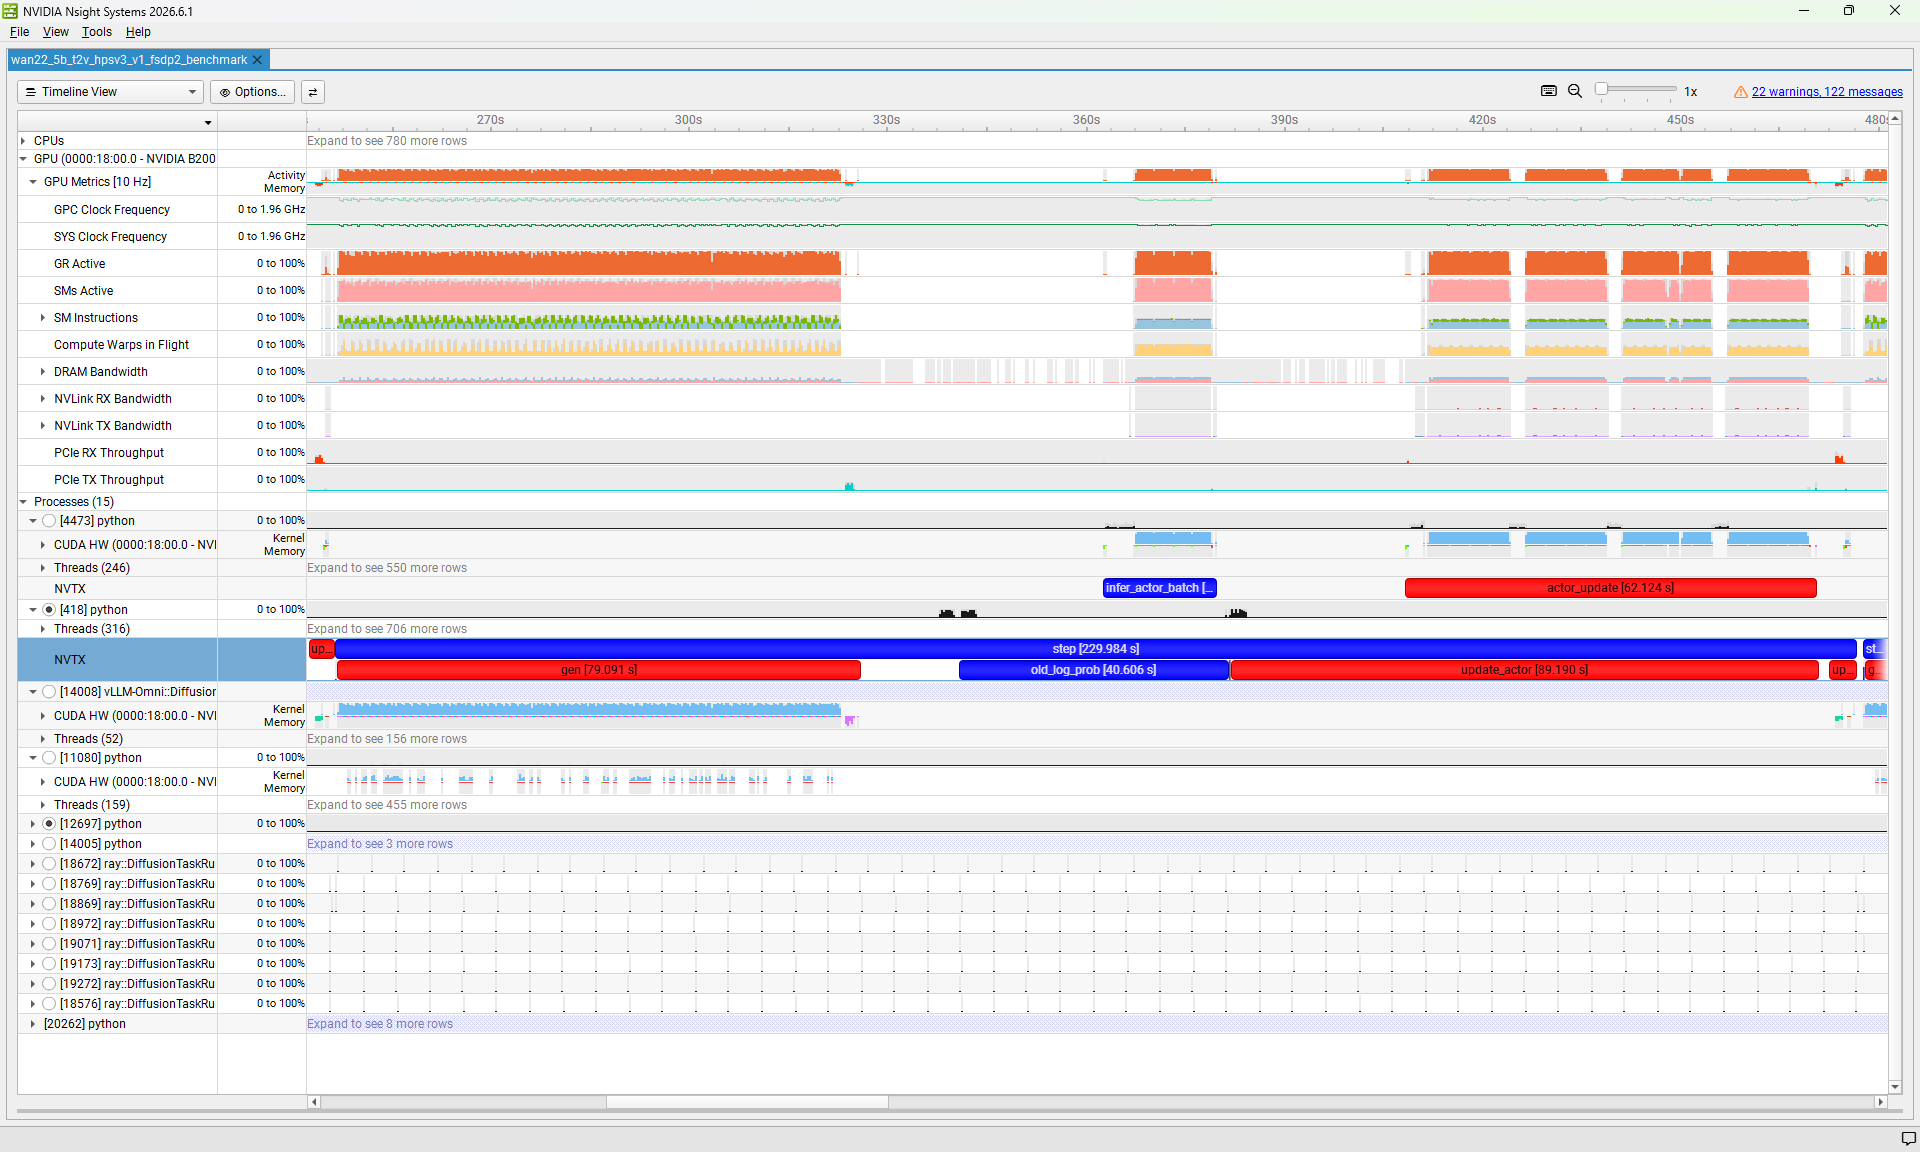 NVIDIA Nsight Systems 2026.6.1
File View Tools Help
wan22_5b_t2v_hpsv3_v1_fsdp2_benchmark
Timeline View Options... 1x 22 warnings, 122 messages
270s 300s 330s 360s 390s 420s 450s 480s
CPUs Expand to see 780 more rows
GPU (0000:18:00.0 - NVIDIA B200
GPU Metrics [10 Hz] Activity
Memory
GPC Clock Frequency 0 to 1.96 GHz
SYS Clock Frequency 0 to 1.96 GHz
GR Active 0 to 100%
SMs Active 0 to 100%
SM Instructions 0 to 100%
Compute Warps in Flight 0 to 100%
DRAM Bandwidth 0 to 100%
NVLink RX Bandwidth 0 to 100%
NVLink TX Bandwidth 0 to 100%
PCIe RX Throughput 0 to 100%
PCIe TX Throughput 0 to 100%
Processes (15)
[4473] python 0 to 100%
CUDA HW (0000:18:00.0 - NVI Kernel
Memory
Threads (246) Expand to see 550 more rows
NVTX infer_actor_batch [... actor_update [62.124 s]
[418] python 0 to 100%
Threads (316) Expand to see 706 more rows
up... step [229.984 s] st...
NVTX
gen [79.091 s] old_log_prob [40.606 s] update_actor [89.190 s] up... g...
[14008] vLLM-Omni::Diffusior
CUDA HW (0000:18:00.0 - NVI Kernel
Memory
Threads (52) Expand to see 156 more rows
[11080] python 0 to 100%
CUDA HW (0000:18:00.0 - NVI Kernel
Memory
Threads (159) Expand to see 455 more rows
[12697] python 0 to 100%
[14005] python Expand to see 3 more rows
[18672] ray::DiffusionTaskRu 0 to 100%
[18769] ray::DiffusionTaskRu 0 to 100%
[18869] ray::DiffusionTaskRu 0 to 100%
[18972] ray::DiffusionTaskRu 0 to 100%
[19071] ray::DiffusionTaskRu 0 to 100%
[19173] ray::DiffusionTaskRu 0 to 100%
[19272] ray::DiffusionTaskRu 0 to 100%
[18576] ray::DiffusionTaskRu 0 to 100%
[20262] python Expand to see 8 more rows